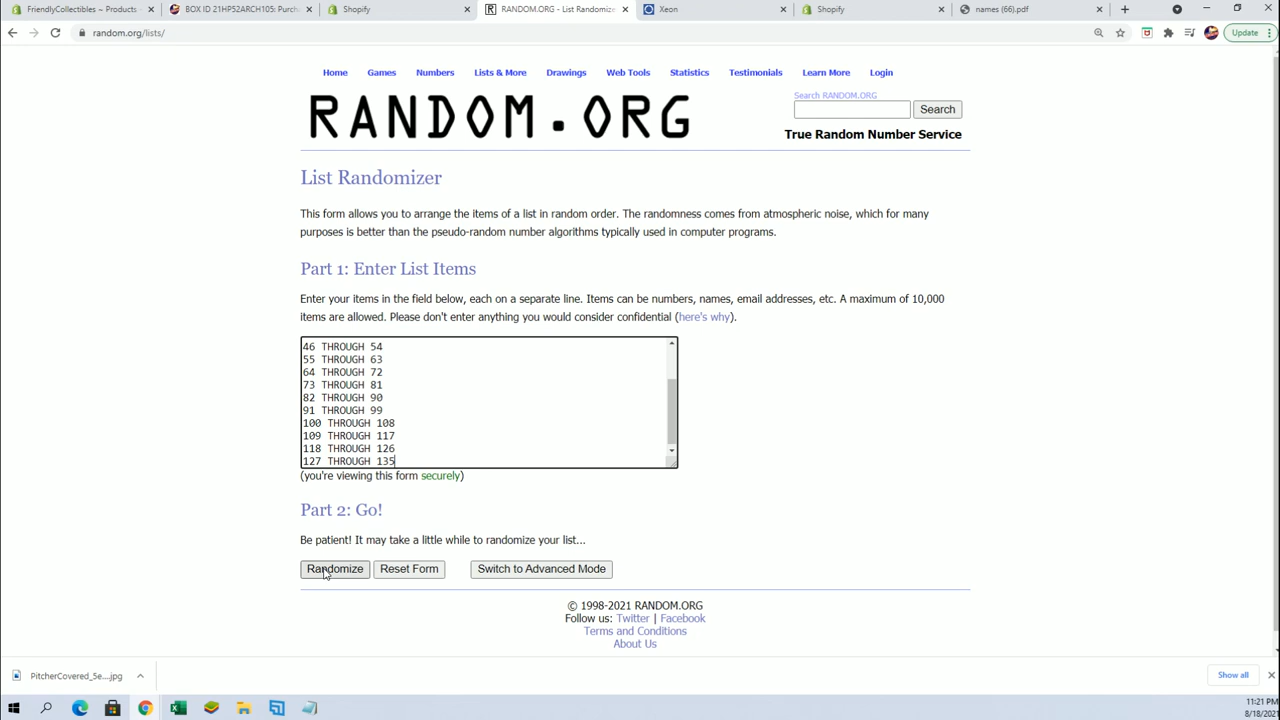 FriendlyCollectibles ~ Products ~
BOX ID 21HP52ARCH105: Purch
Shopify
RANDOM.ORG - List Randomize
Xeon
Shopify
names (66).pdf
random.org/lists/
Update
Home Games Numbers Lists & More Drawings Web Tools Statistics Testimonials Learn More Login
RANDOM.ORG
Search RANDOM.ORG
Search
True Random Number Service
List Randomizer
This form allows you to arrange the items of a list in random order. The randomness comes from atmospheric noise, which for many
purposes is better than the pseudo-random number algorithms typically used in computer programs.
Part 1: Enter List Items
Enter your items in the field below, each on a separate line. Items can be numbers, names, email addresses, etc. A maximum of 10,000
items are allowed. Please don't enter anything you would consider confidential (here's why).
46 THROUGH 54
55 THROUGH 63
64 THROUGH 72
73 THROUGH 81
82 THROUGH 90
91 THROUGH 99
100 THROUGH 108
109 THROUGH 117
118 THROUGH 126
127 THROUGH 135
(you're viewing this form securely)
Part 2: Go!
Be patient! It may take a little while to randomize your list...
Randomize Reset Form Switch to Advanced Mode
© 1998-2021 RANDOM.ORG
Follow us: Twitter | Facebook
Terms and Conditions
About Us
PitcherCovered_5e....jpg
Show all
11:21 PM
8/18/2021